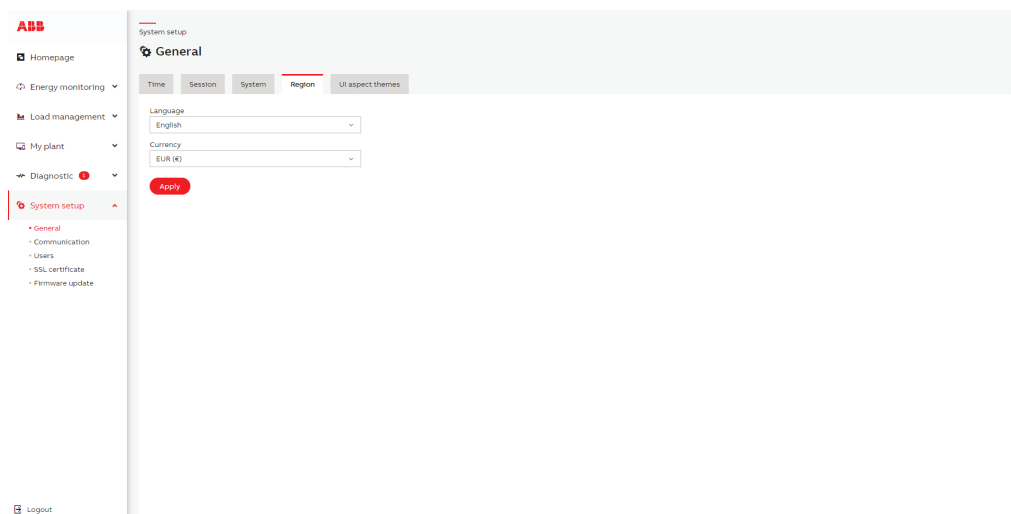 ABB
Homepage
Energy monitoring
Load management
My plant
Diagnostic 1
System setup
General
Communication
Users
SSL certificate
Firmware update
Logout
System setup
General
Time Session System Region UI aspect themes
Language
English
Currency
EUR (€)
Apply